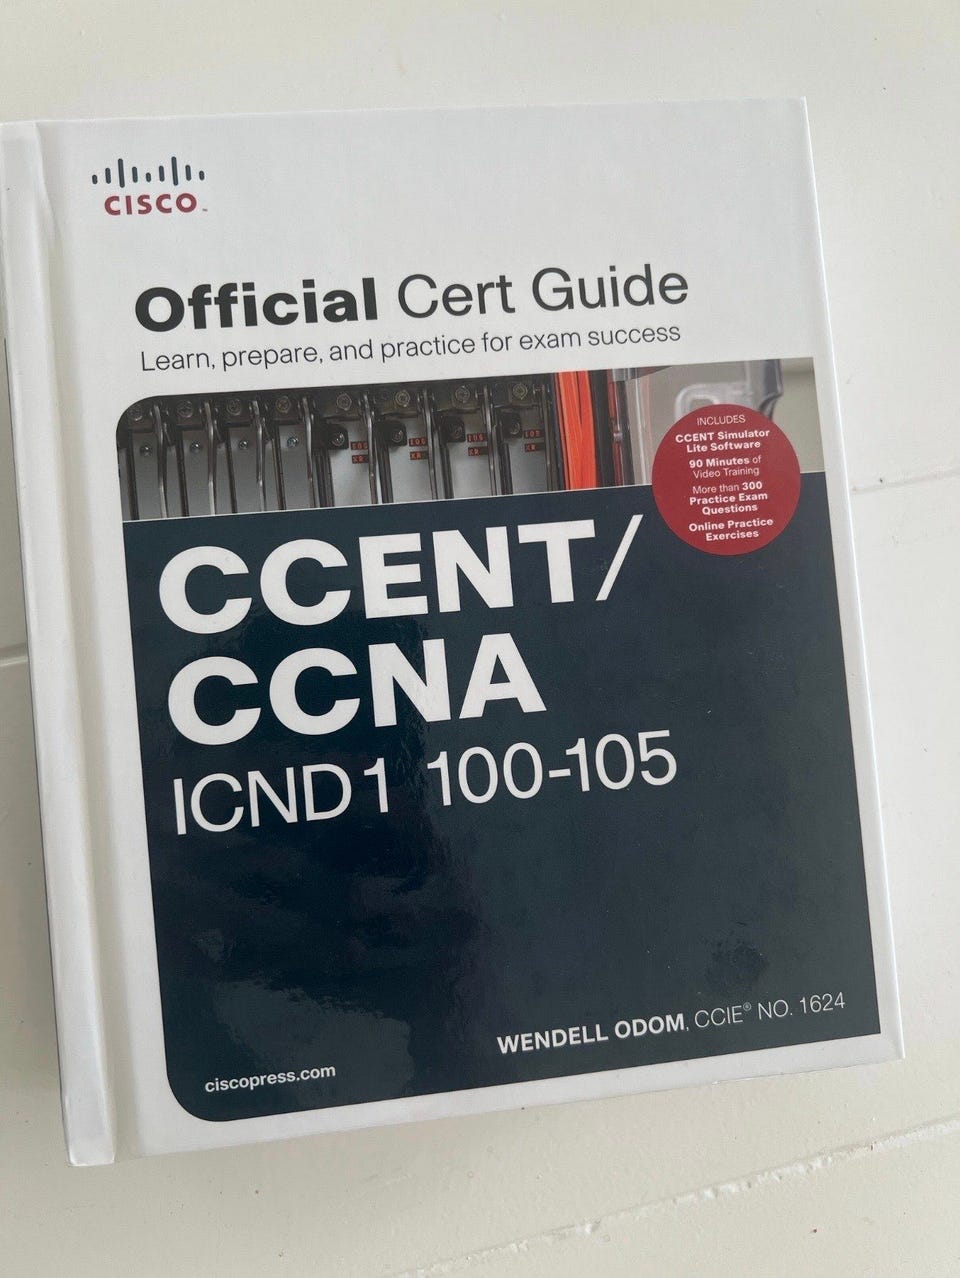 CISCO™
Official Cert Guide
Learn, prepare, and practice for exam success
INCLUDES
CCENT Simulator
Lite Software
90 Minutes of
Video Training
More than 300
Practice Exam
Questions
Online Practice
Exercises
CCENT/
CCNA
ICND1 100-105
WENDELL ODOM, CCIE® NO. 1624
ciscopress.com